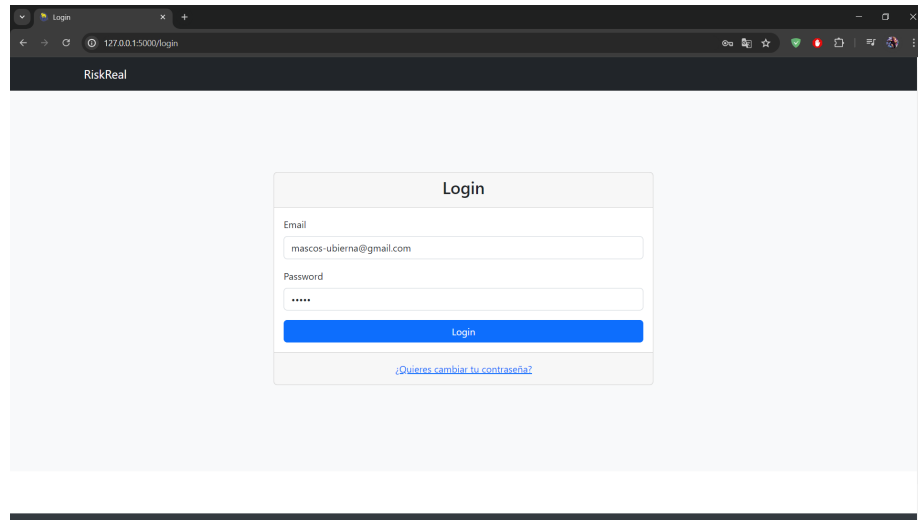 Login
127.0.0.1:5000/login
RiskReal
Login
Email
mascos-ubierna@gmail.com
Password
•••••
Login
¿Quieres cambiar tu contraseña?